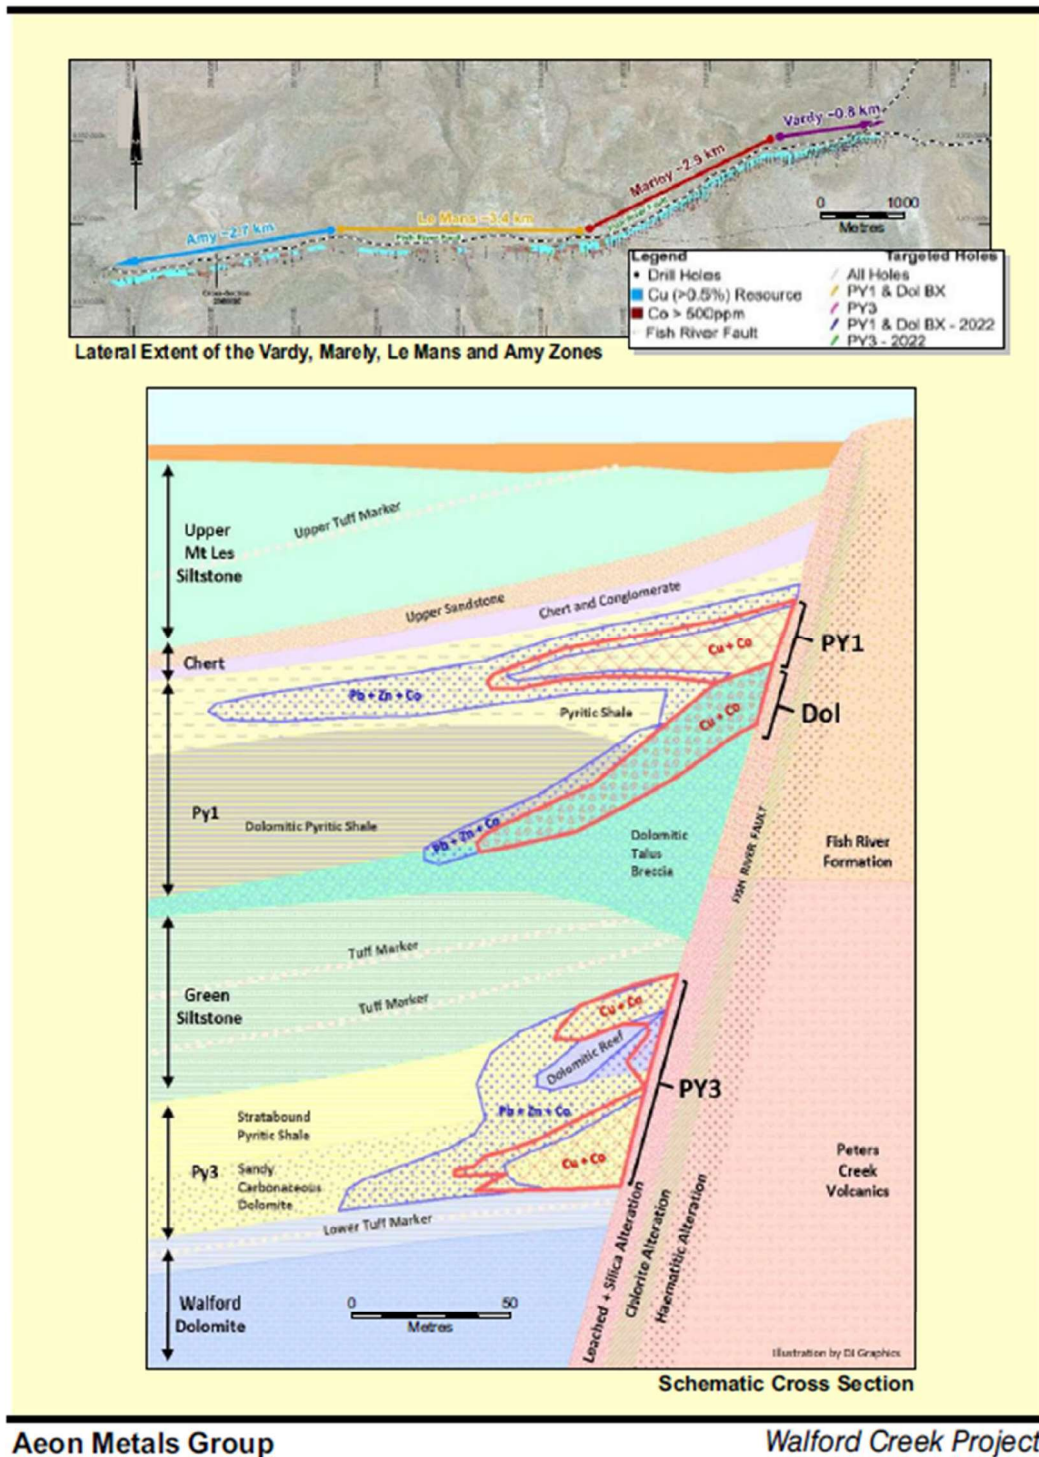 Vardy ~0.8 km
Marley ~2.9 km
Le Mans ~3.4 km
Amy ~2.7 km
Fish River Fault
Fish River Fault
0 1000
Metres
Legend
Drill Holes
Cu (>0.5%) Resource
Co > 500ppm
Fish River Fault
Targeted Holes
All Holes
PY1 & Dol BX
PY3
PY1 & Dol BX - 2022
PY3 - 2022
Lateral Extent of the Vardy, Marely, Le Mans and Amy Zones
Upper
Mt Les
Siltstone
Upper Tuff Marker
Upper Sandstone
Chert and Conglomerate
Chert
Cu + Co
PY1
Pb + Zn + Co
Pyritic Shale
Cu + Co
Dol
Py1
Dolomitic Pyritic Shale
Pb + Zn + Co
Dolomitic
Talus
Breccia
FISH RIVER FAULT
Fish River
Formation
Tuff Marker
Green
Siltstone
Tuff Marker
Cu + Co
Dolomitic Reef
PY3
Stratabound
Pyritic Shale
Pb + Zn + Co
Py3
Sandy
Carbonaceous
Dolomite
Cu + Co
Peters
Creek
Volcanics
Lower Tuff Marker
Leached + Silica Alteration
Chlorite Alteration
Haematitic Alteration
Walford
Dolomite
0 50
Metres
Illustration by DJ Graphics
Schematic Cross Section
Aeon Metals Group
Walford Creek Project